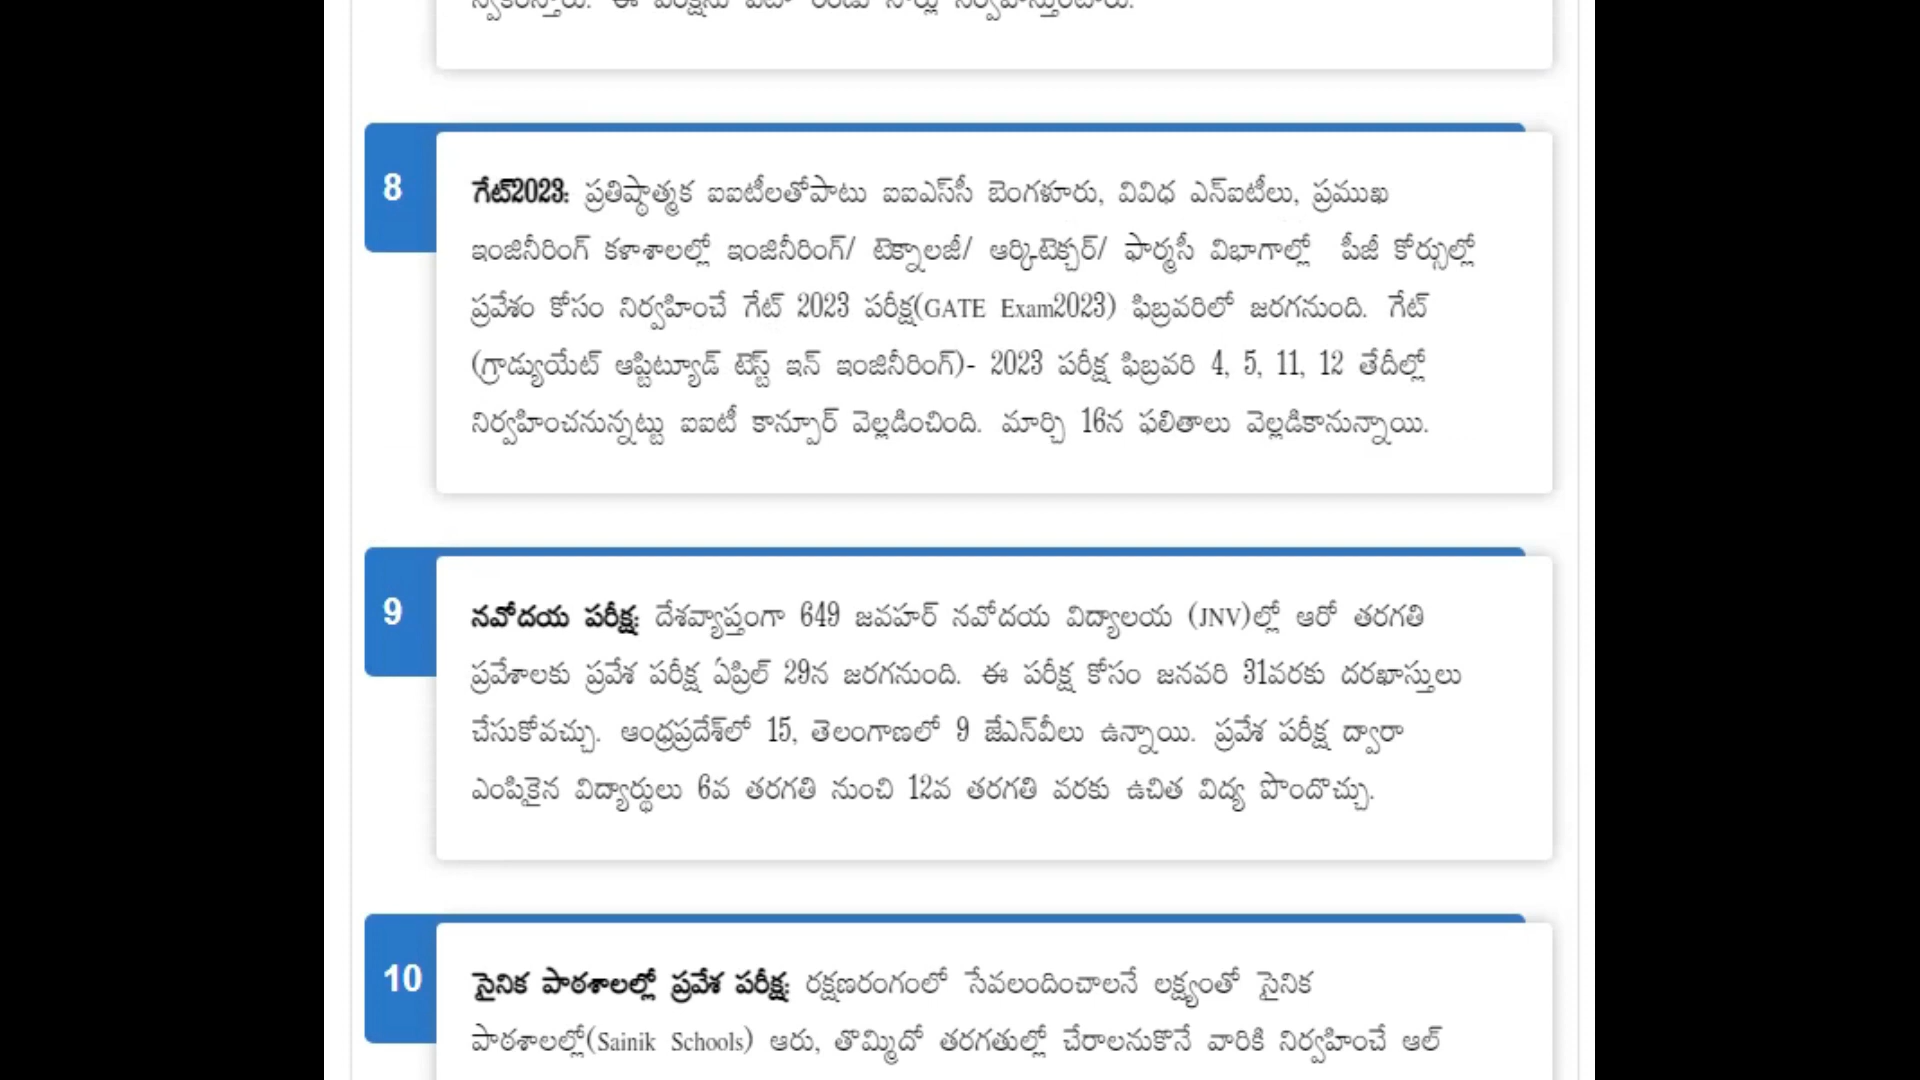 8
గేట్‌2023: ప్రతిష్ఠాత్మక ఐఐటీలతోపాటు ఐఐఎస్‌సీ బెంగళూరు, వివిధ ఎన్‌ఐటీలు, ప్రముఖ
ఇంజినీరింగ్ కళాశాలల్లో ఇంజినీరింగ్/ టెక్నాలజీ/ ఆర్కిటెక్చర్/ ఫార్మసీ విభాగాల్లో పీజీ కోర్సుల్లో
ప్రవేశం కోసం నిర్వహించే గేట్ 2023 పరీక్ష(GATE Exam2023) ఫిబ్రవరిలో జరగనుంది. గేట్
(గ్రాడ్యుయేట్ ఆప్టిట్యూడ్ టెస్ట్ ఇన్ ఇంజినీరింగ్)- 2023 పరీక్ష ఫిబ్రవరి 4, 5, 11, 12 తేదీల్లో
నిర్వహించనున్నట్టు ఐఐటీ కాన్పూర్ వెల్లడించింది. మార్చి 16న ఫలితాలు వెల్లడికానున్నాయి.
9
నవోదయ పరీక్ష: దేశవ్యాప్తంగా 649 జవహర్ నవోదయ విద్యాలయ (JNV)ల్లో ఆరో తరగతి
ప్రవేశాలకు ప్రవేశ పరీక్ష ఏప్రిల్ 29న జరగనుంది. ఈ పరీక్ష కోసం జనవరి 31వరకు దరఖాస్తులు
చేసుకోవచ్చు. ఆంధ్రప్రదేశ్‌లో 15, తెలంగాణలో 9 జేఎన్‌వీలు ఉన్నాయి. ప్రవేశ పరీక్ష ద్వారా
ఎంపికైన విద్యార్థులు 6వ తరగతి నుంచి 12వ తరగతి వరకు ఉచిత విద్య పొందొచ్చు.
10
సైనిక పాఠశాలల్లో ప్రవేశ పరీక్ష: రక్షణరంగంలో సేవలందించాలనే లక్ష్యంతో సైనిక
పాఠశాలల్లో(Sainik Schools) ఆరు, తొమ్మిదో తరగతుల్లో చేరాలనుకొనే వారికి నిర్వహించే ఆల్